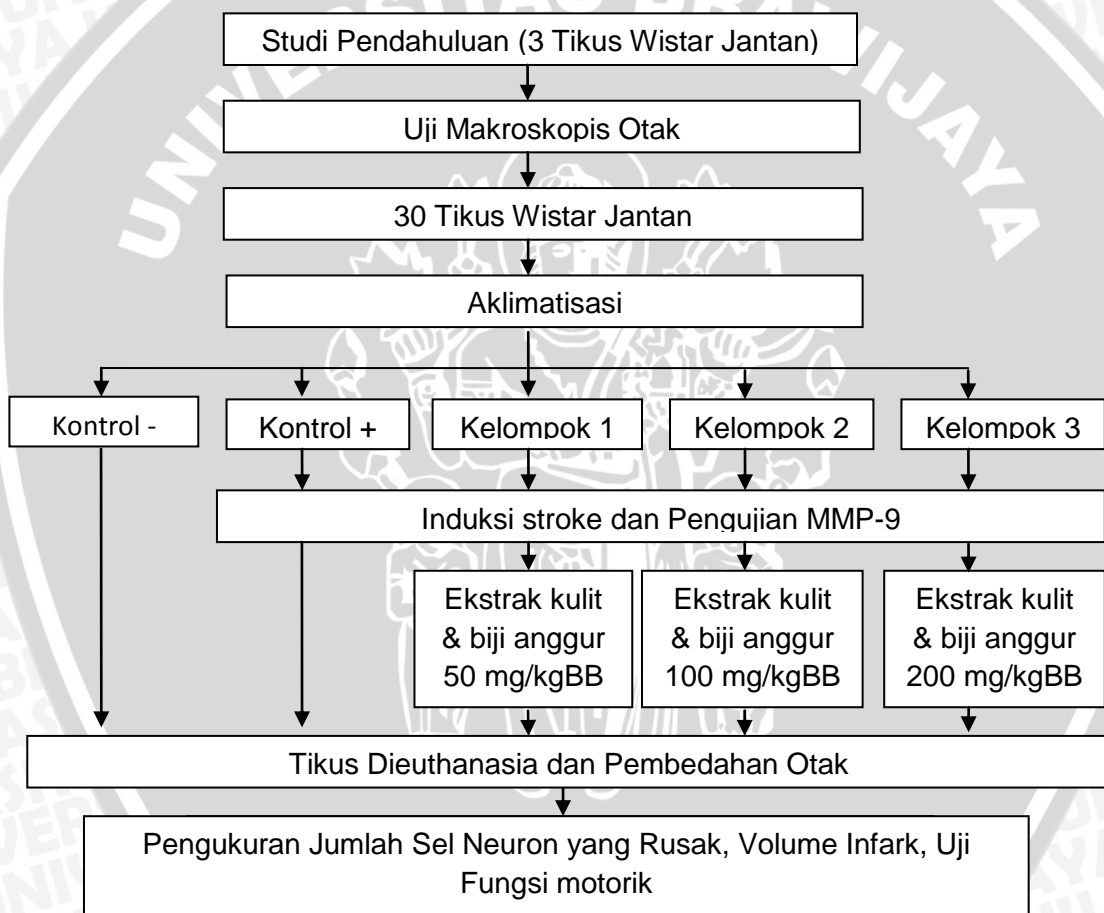 UNIVERSITAS BRAWIJAYA
Studi Pendahuluan (3 Tikus Wistar Jantan)
Uji Makroskopis Otak
30 Tikus Wistar Jantan
Aklimatisasi
Kontrol -
Kontrol +
Kelompok 1
Kelompok 2
Kelompok 3
Induksi stroke dan Pengujian MMP-9
Ekstrak kulit
& biji anggur
50 mg/kgBB
Ekstrak kulit
& biji anggur
100 mg/kgBB
Ekstrak kulit
& biji anggur
200 mg/kgBB
Tikus Dieuthanasia dan Pembedahan Otak
Pengukuran Jumlah Sel Neuron yang Rusak, Volume Infark, Uji
Fungsi motorik